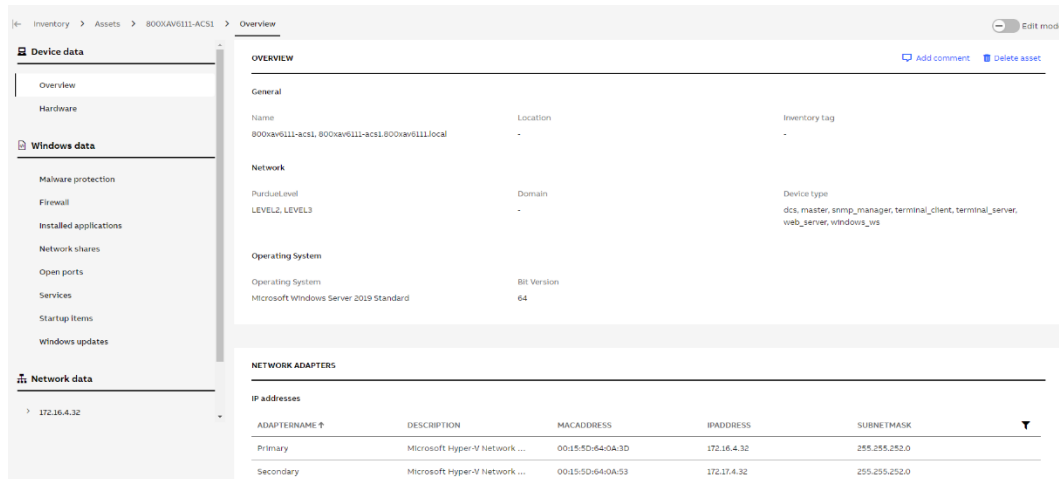 Inventory > Assets > 800XAV6111-ACS1 > Overview
Edit mod
Device data
Overview
Hardware
Windows data
Malware protection
Firewall
Installed applications
Network shares
Open ports
Services
Startup items
Windows updates
Network data
172.16.4.32
OVERVIEW
Add comment
Delete asset
General
Name Location Inventory tag
800xav6111-acs1, 800xav6111-acs1.800xav6111.local - -
Network
PurdueLevel Domain Device type
LEVEL2, LEVEL3 - dcs, master, snmp_manager, terminal_client, terminal_server,
web_server, windows_ws
Operating System
Operating System Bit Version
Microsoft Windows Server 2019 Standard 64
NETWORK ADAPTERS
IP addresses
ADAPTERNAME DESCRIPTION MACADDRESS IPADDRESS SUBNETMASK
Primary Microsoft Hyper-V Network ... 00:15:5D:64:0A:3D 172.16.4.32 255.255.252.0
Secondary Microsoft Hyper-V Network ... 00:15:5D:64:0A:53 172.17.4.32 255.255.252.0